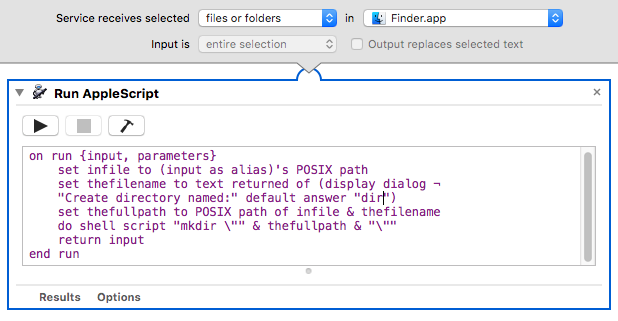 Service receives selected files or folders in Finder.app
Input is entire selection Output replaces selected text
Run AppleScript
on run {input, parameters}
set infile to (input as alias)'s POSIX path
set thefilename to text returned of (display dialog ¬
"Create directory named:" default answer "dir")
set thefullpath to POSIX path of infile & thefilename
do shell script "mkdir \"" & thefullpath & "\""
return input
end run
Results Options